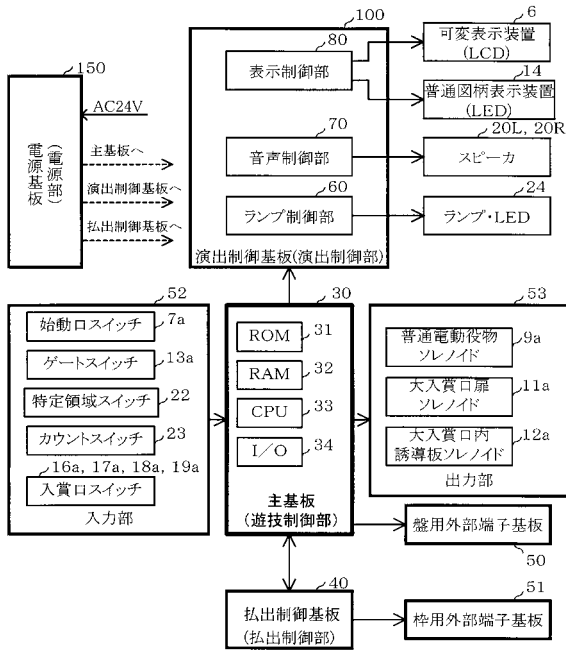 100
6
80
可変表示装置
(LCD)
表示制御部
14
普通図柄表示装置
(LED)
150
AC24V
電源基板
(電源部)
主基板へ
演出制御基板へ
払出制御基板へ
70
音声制御部
20L, 20R
スピーカ
60
ランプ制御部
24
ランプ・LED
演出制御基板(演出制御部)
52
30
53
始動口スイッチ
7a
ゲートスイッチ
13a
特定領域スイッチ
22
カウントスイッチ
23
16a, 17a, 18a, 19a
入賞口スイッチ
入力部
ROM
31
RAM
32
CPU
33
I/O
34
主基板
(遊技制御部)
普通電動役物
ソレノイド
9a
大入賞口扉
ソレノイド
11a
大入賞口内
誘導板ソレノイド
12a
出力部
盤用外部端子基板
50
40
払出制御基板
(払出制御部)
51
枠用外部端子基板